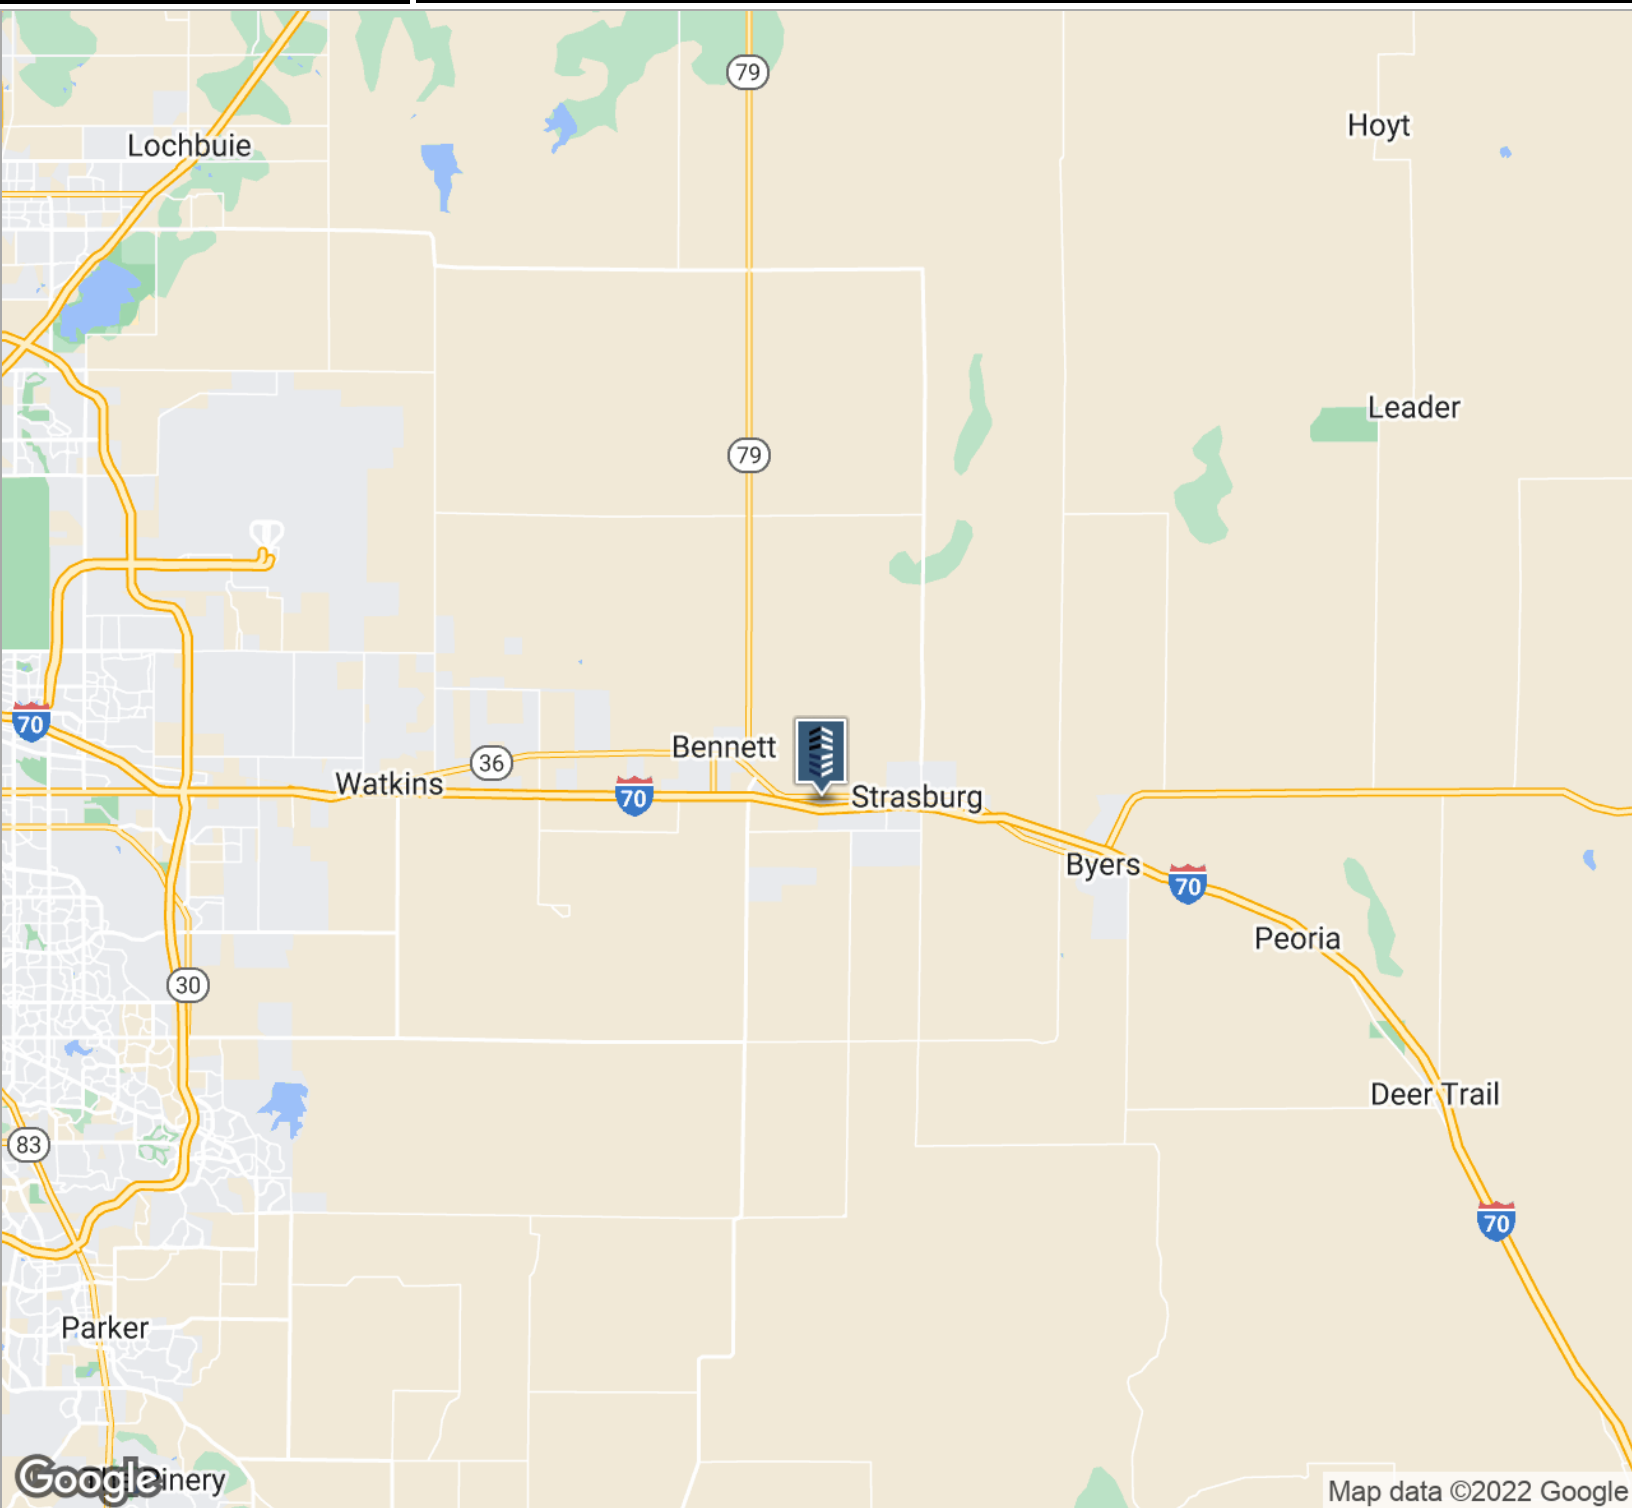 79
Hoyt
Lochbuie
Leader
79
70
Bennett
36
Watkins
70
Strasburg
Byers
70
Peoria
30
Deer Trail
83
70
Parker
Google
Pinery
Map data ©2022 Google